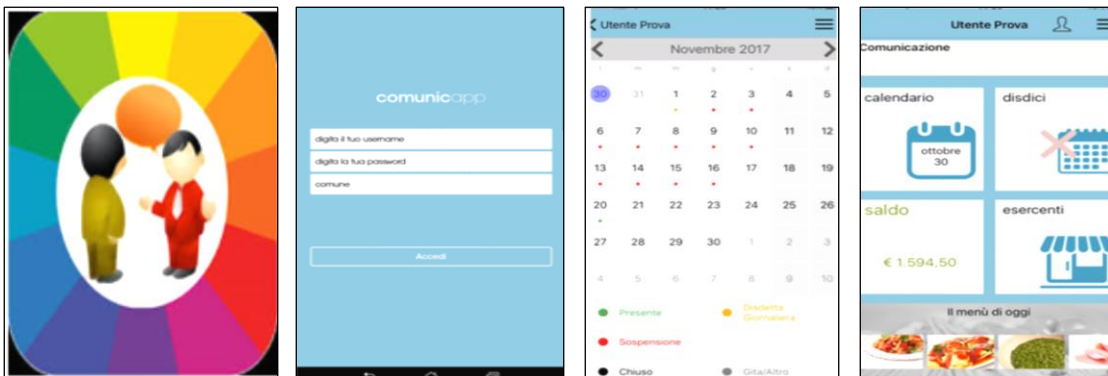 comunicapp
digita il tuo username
digita la tua password
comune
Accedi
Utente Prova
Novembre 2017
30 31 1 2 3 4 5
6 7 8 9 10 11 12
13 14 15 16 17 18 19
20 21 22 23 24 25 26
27 28 29 30 1 2 3
4 5 6 7 8 9 10
Presente
Disdetta
Giornaliera
Sospensione
Chiuso
Gita/Altro
Utente Prova
Comunicazione
calendario
ottobre
30
disdici
saldo
€ 1.594,50
esercenti
Il menù di oggi